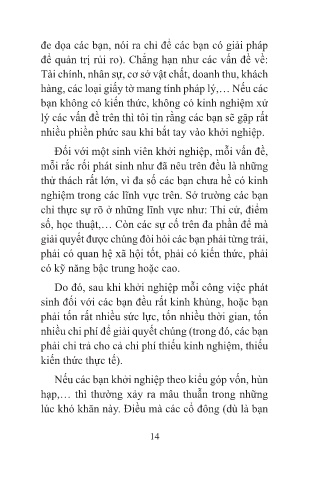 đe dọa các bạn, nói ra chỉ để các bạn có giải pháp
để quản trị rủi ro). Chẳng hạn như các vấn đề về:
Tài chính, nhân sự, cơ sở vật chất, doanh thu, khách
hàng, các loại giấy tờ mang tính pháp lý,… Nếu các
bạn không có kiến thức, không có kinh nghiệm xử
lý các vấn đề trên thì tôi tin rằng các bạn sẽ gặp rất
nhiều phiền phức sau khi bắt tay vào khởi nghiệp.
Đối với một sinh viên khởi nghiệp, mỗi vấn đề,
mỗi rắc rối phát sinh như đã nêu trên đều là những
thử thách rất lớn, vì đa số các bạn chưa hề có kinh
nghiệm trong các lĩnh vực trên. Sở trường các bạn
chỉ thực sự rõ ở những lĩnh vực như: Thi cử, điểm
số, học thuật,… Còn các sự cố trên đa phần để mà
giải quyết được chúng đòi hỏi các bạn phải từng trải,
phải có quan hệ xã hội tốt, phải có kiến thức, phải
có kỹ năng bậc trung hoặc cao.
Do đó, sau khi khởi nghiệp mỗi công việc phát
sinh đối với các bạn đều rất kinh khủng, hoặc bạn
phải tốn rất nhiều sức lực, tốn nhiều thời gian, tốn
nhiều chi phí để giải quyết chúng (trong đó, các bạn
phải chi trả cho cả chi phí thiếu kinh nghiệm, thiếu
kiến thức thực tế).
Nếu các bạn khởi nghiệp theo kiểu góp vốn, hùn
hạp,… thì thường xảy ra mâu thuẫn trong những
lúc khó khăn này. Điều mà các cổ đông (dù là bạn
14